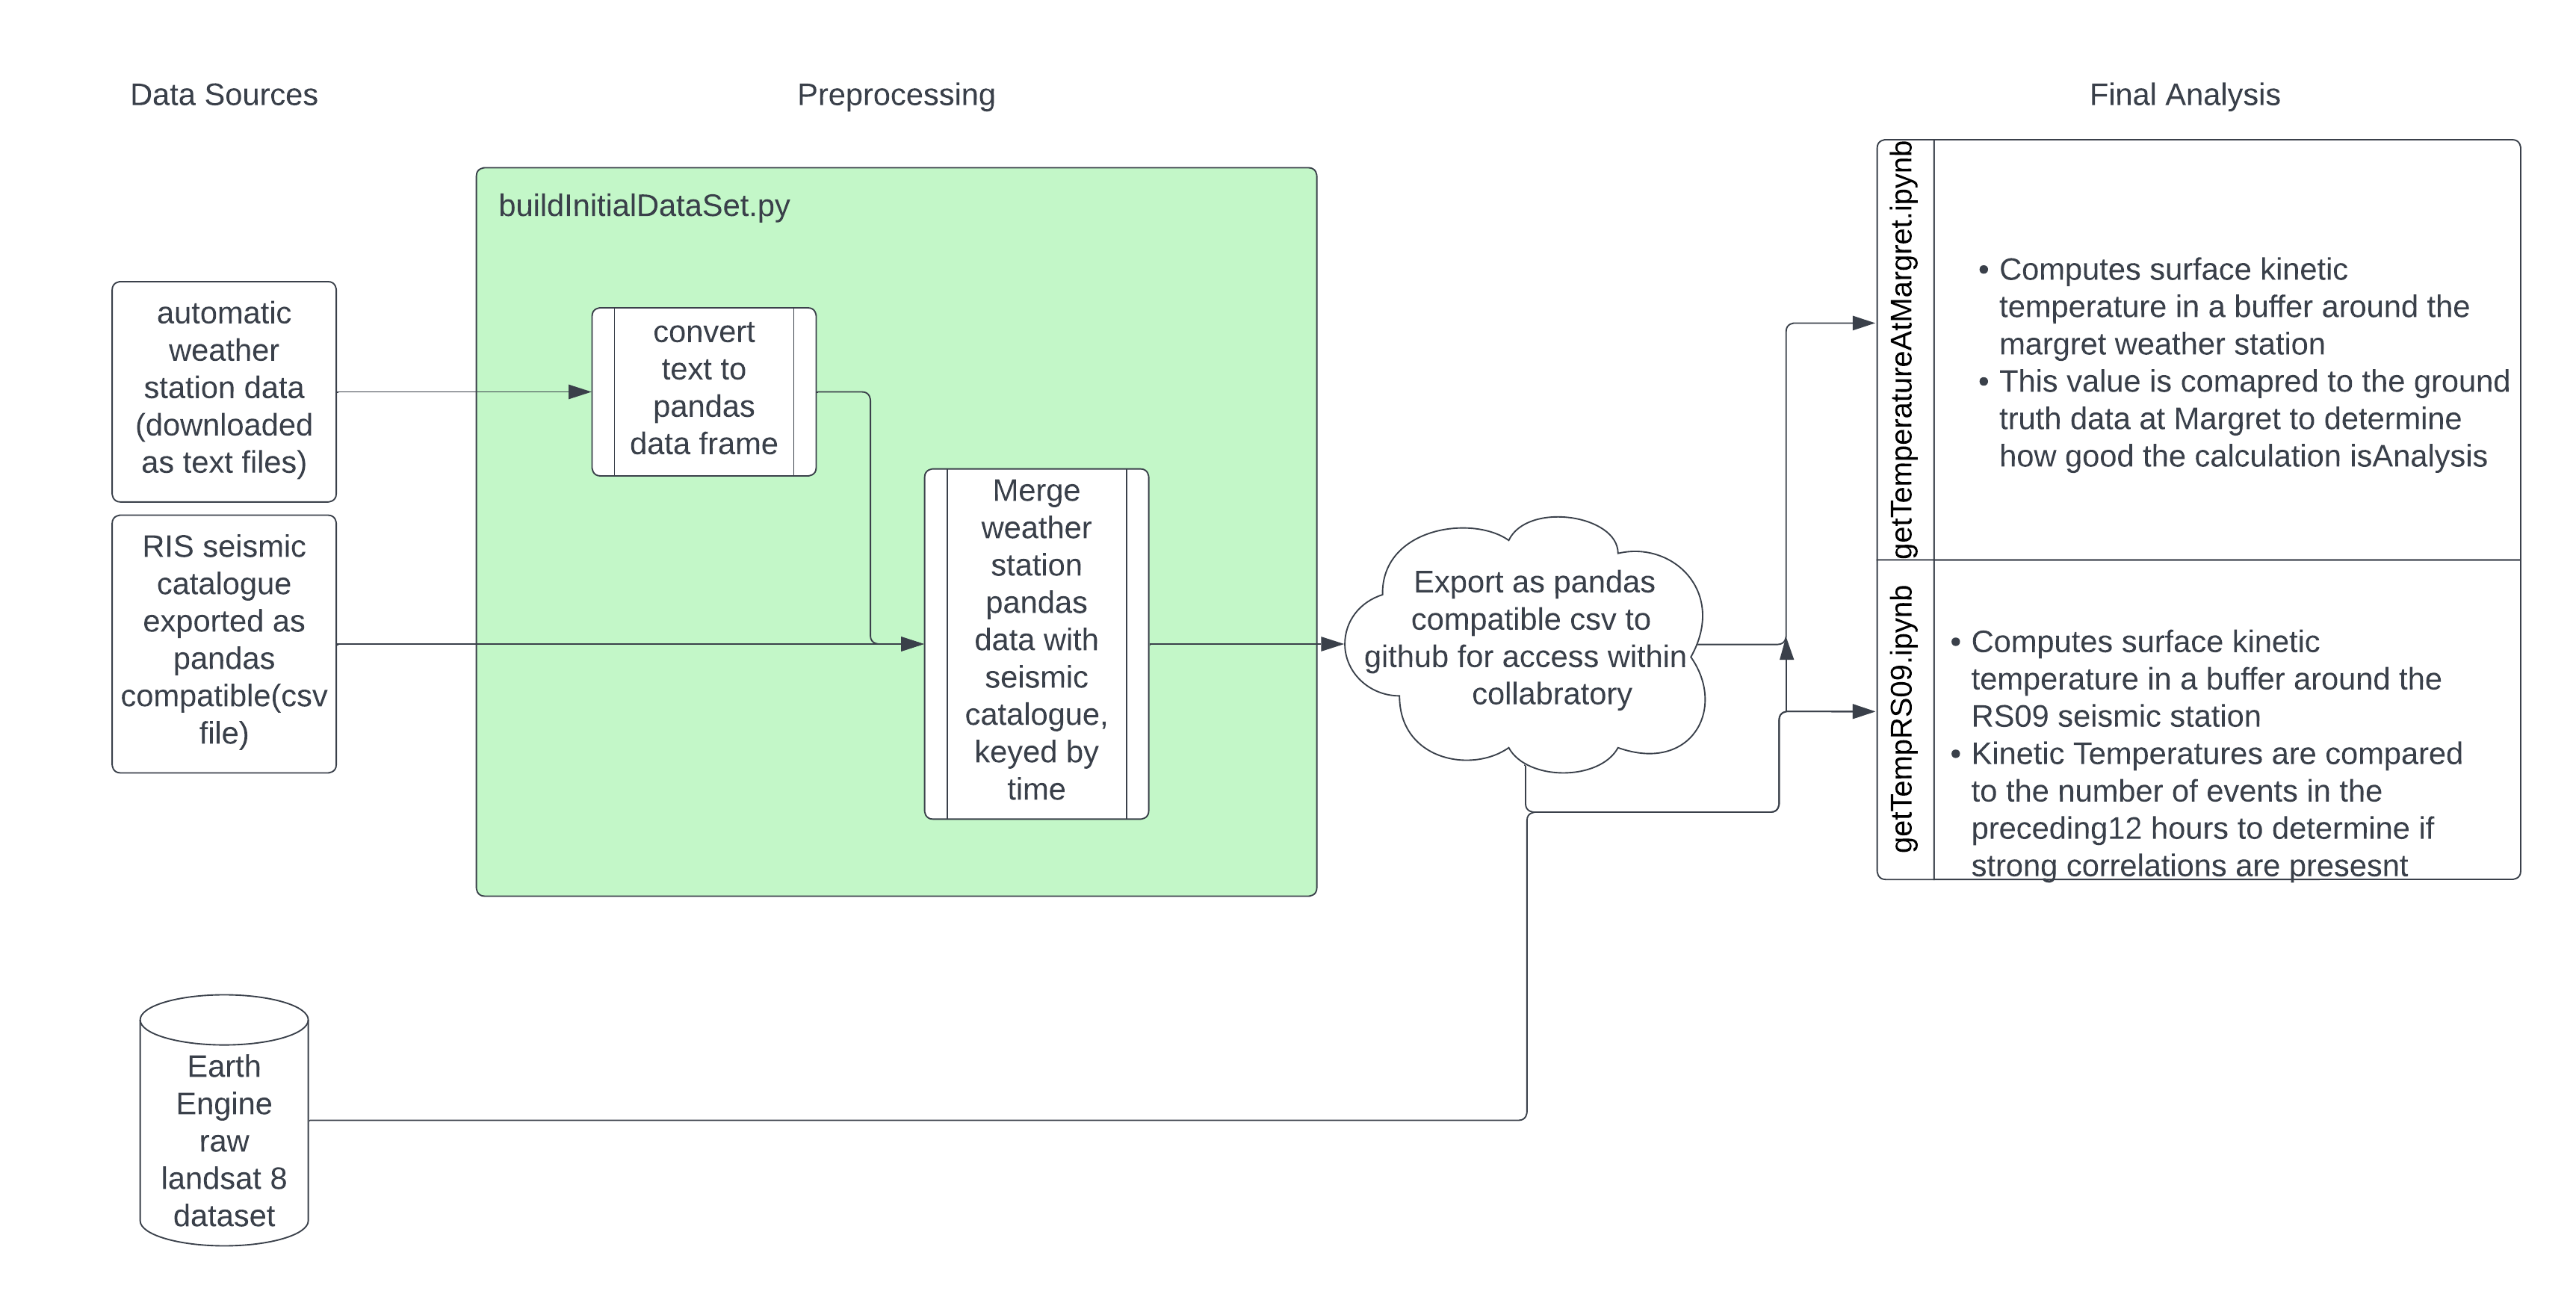 Data Sources
Preprocessing
Final Analysis
buildInitialDataSet.py
automatic
weather
station data
(downloaded
as text files)
RIS seismic
catalogue
exported as
pandas
compatible(csv
file)
Earth
Engine
raw
landsat 8
dataset
convert
text to
pandas
data frame
Merge
weather
station
pandas
data with
seismic
catalogue,
keyed by
time
Export as pandas
compatible csv to
github for access within
collabratory
getTemperatureAtMargret.ipynb
• Computes surface kinetic
temperature in a buffer around the
margret weather station
• This value is comapred to the ground
truth data at Margret to determine
how good the calculation isAnalysis
getTempRS09.ipynb
• Computes surface kinetic
temperature in a buffer around the
RS09 seismic station
• Kinetic Temperatures are compared
to the number of events in the
preceding12 hours to determine if
strong correlations are presesnt